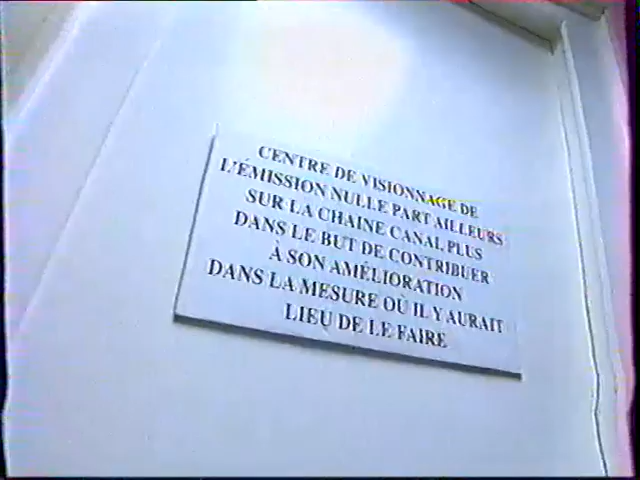 CENTRE DE VISIONNAGE DE
L'ÉMISSION NULLE PART AILLEURS
SUR LA CHAINE CANAL PLUS
DANS LE BUT DE CONTRIBUER
À SON AMÉLIORATION
DANS LA MESURE OÙ IL Y AURAIT
LIEU DE LE FAIRE